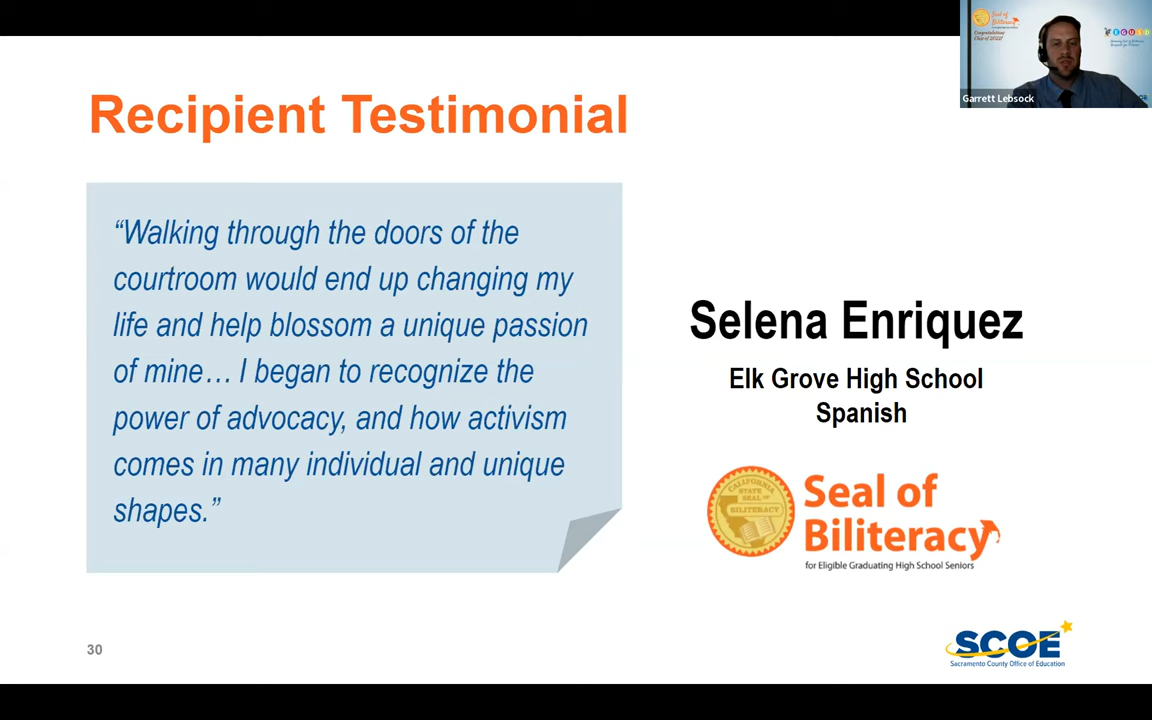 Seal of
Biliteracy
Congratulations
Class of 2022!
EGUSD
Garrett Lebsock
Recipient Testimonial
“Walking through the doors of the
courtroom would end up changing my
life and help blossom a unique passion
of mine… I began to recognize the
power of advocacy, and how activism
comes in many individual and unique
shapes.”
Selena Enriquez
Elk Grove High School
Spanish
CALIFORNIA
STATE
SEAL OF
BILITERACY
Seal of
Biliteracy
for Eligible Graduating High School Seniors
30
SCOE
Sacramento County Office of Education